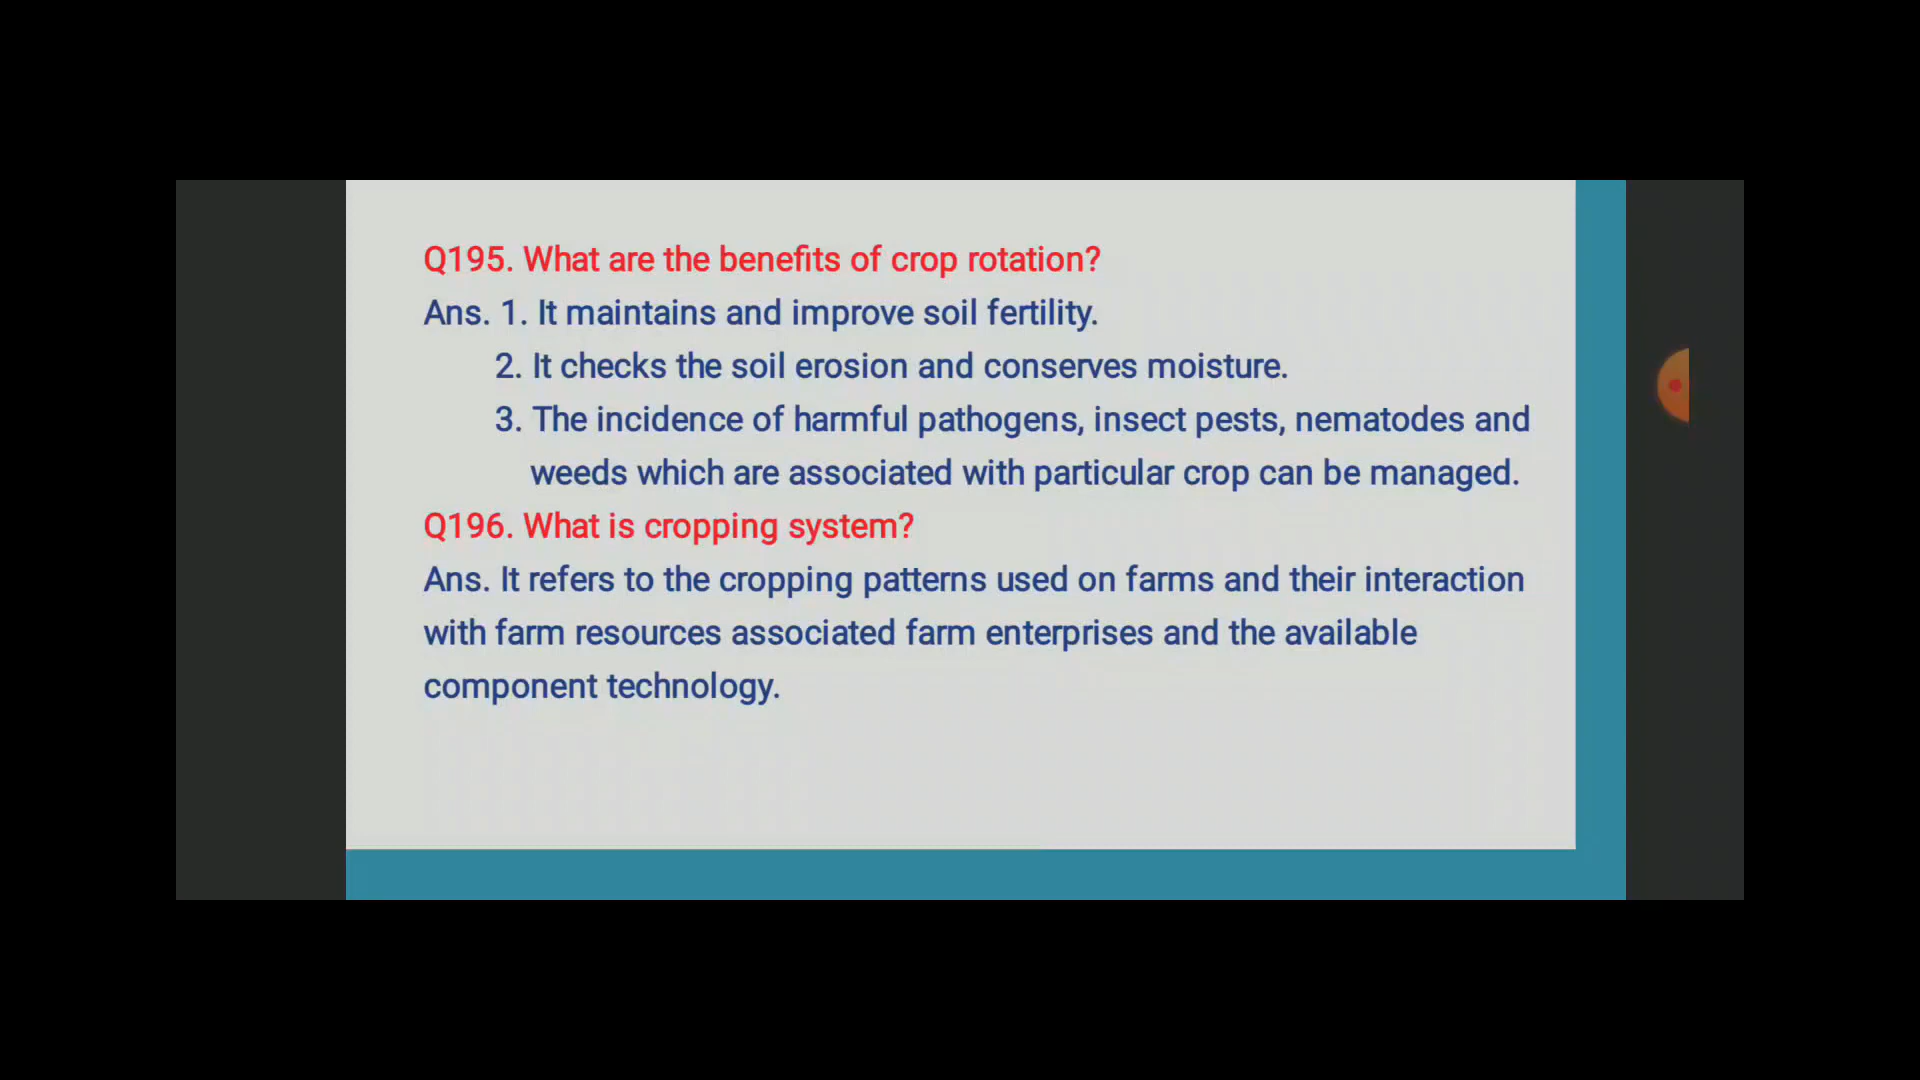 Q195. What are the benefits of crop rotation?
Ans. 1. It maintains and improve soil fertility.
2. It checks the soil erosion and conserves moisture.
3. The incidence of harmful pathogens, insect pests, nematodes and
weeds which are associated with particular crop can be managed.
Q196. What is cropping system?
Ans. It refers to the cropping patterns used on farms and their interaction
with farm resources associated farm enterprises and the available
component technology.